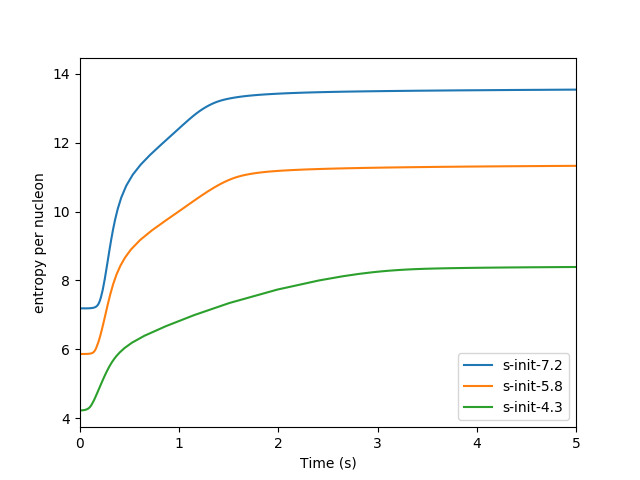 14
12
10
8
6
4
entropy per nucleon
0 1 2 3 4 5
Time (s)
s-init-7.2
s-init-5.8
s-init-4.3